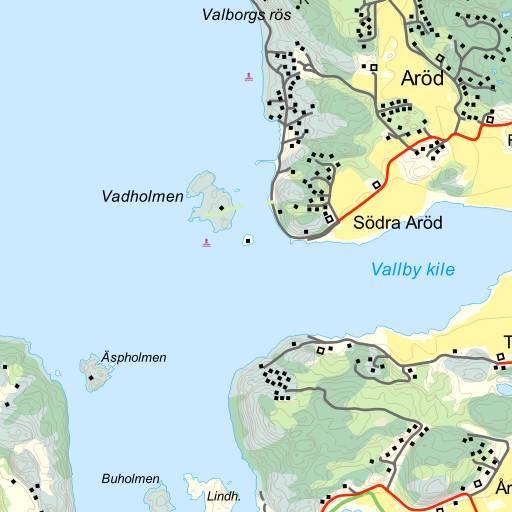 Valborgs rös
Aröd
Vadholmen
Södra Aröd
Vallby kile
Äspholmen
Buholmen
Lindh.